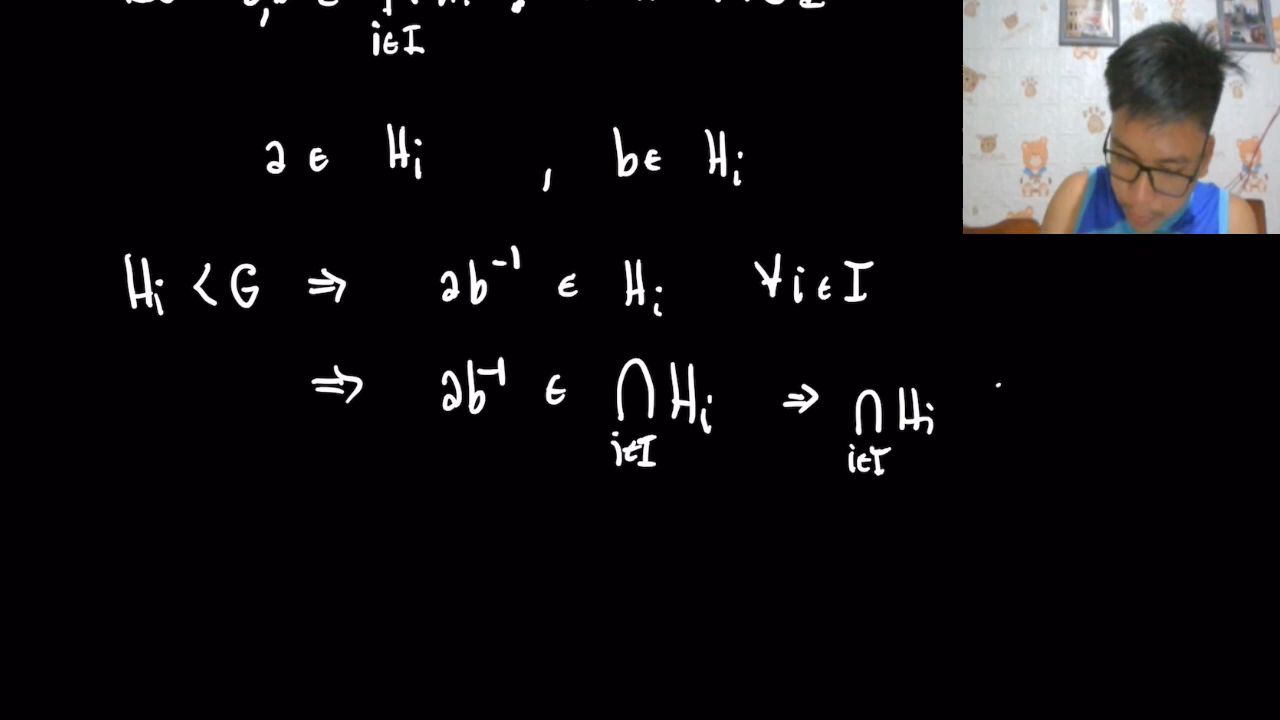 i∈I
a ∈ Hi , b ∈ Hi
Hi < G ⇒ ab⁻¹ ∈ Hi ∀ i ∈ I
⇒ ab⁻¹ ∈ ⋂ Hi ⇒ ⋂ Hi
i∈I i∈I